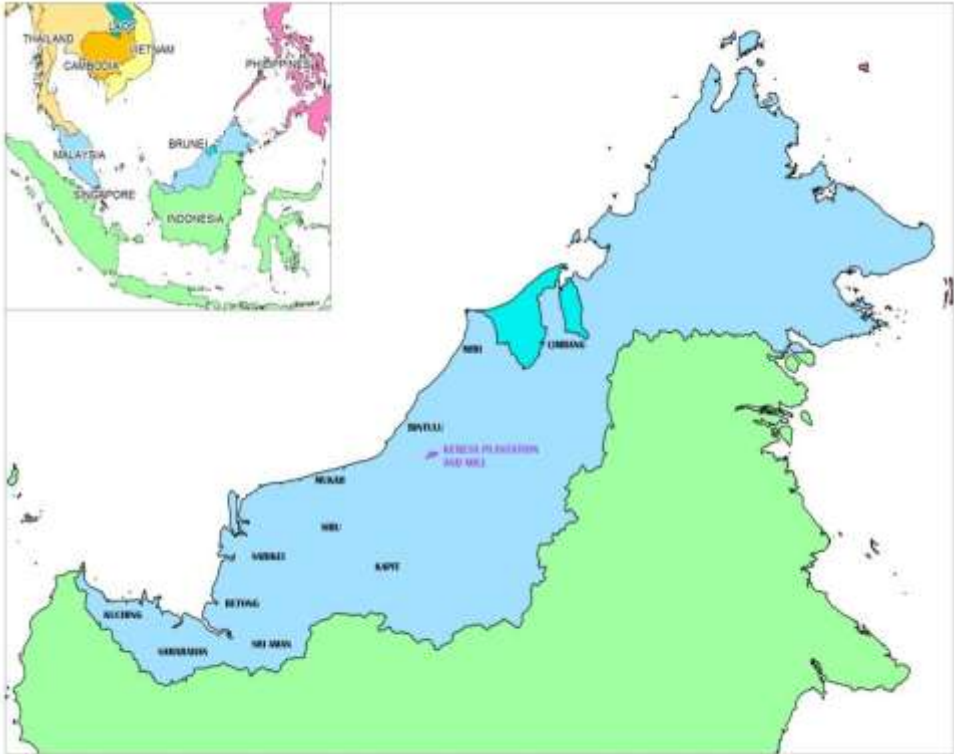 LAOS
THAILAND
VIETNAM
CAMBODIA
PHILIPPINES
BRUNEI
MALAYSIA
SINGAPORE
INDONESIA
MIRI
LIMBANG
BINTULU
PLANTATION
AND MILL
MUKAH
SIBU
SARIKEI
KAPIT
BETONG
KUCHING
SAMARAHAN
SRI AMAN